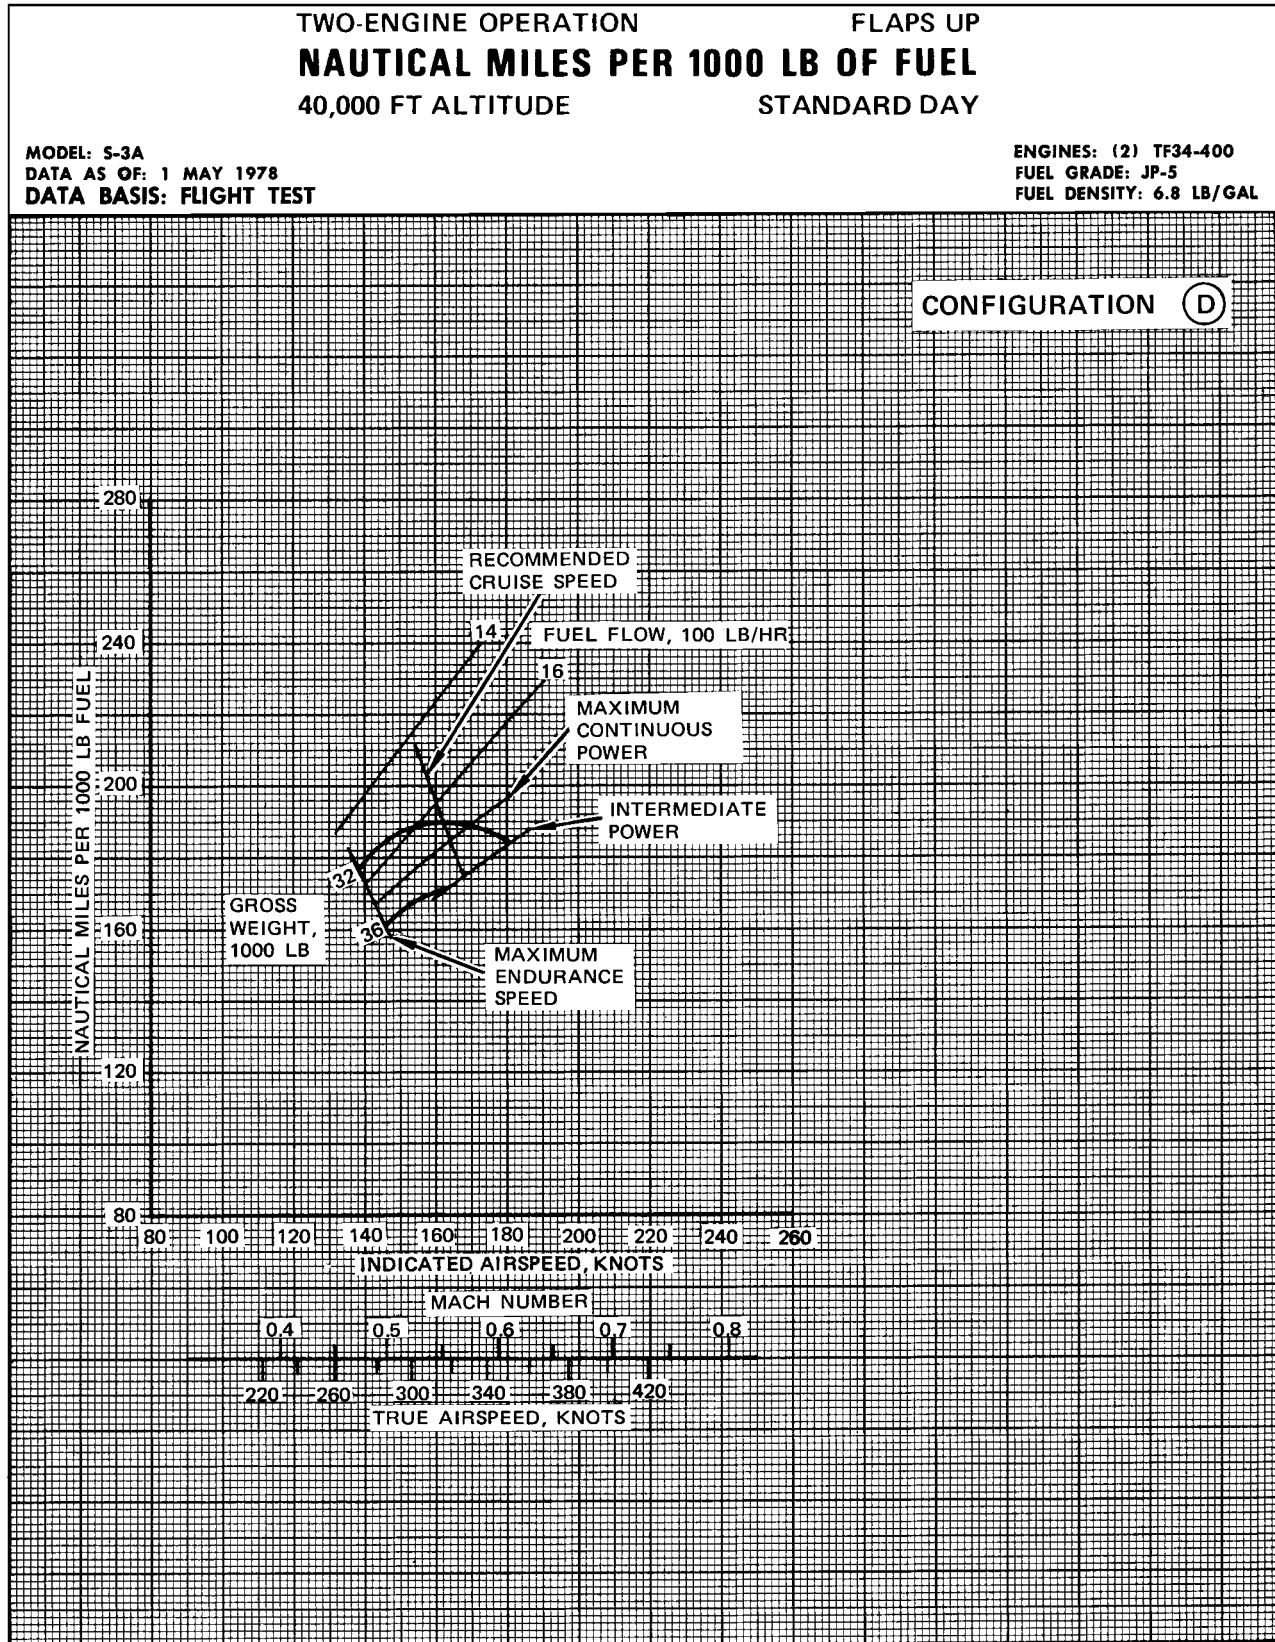 TWO-ENGINE OPERATION FLAPS UP
NAUTICAL MILES PER 1000 LB OF FUEL
40,000 FT ALTITUDE STANDARD DAY
MODEL: S-3A
DATA AS OF: 1 MAY 1978
DATA BASIS: FLIGHT TEST
ENGINES: (2) TF34-400
FUEL GRADE: JP-5
FUEL DENSITY: 6.8 LB/GAL
CONFIGURATION D
NAUTICAL MILES PER 1000 LB FUEL
280
240
200
160
120
80
RECOMMENDED
CRUISE SPEED
14
FUEL FLOW, 100 LB/HR
16
MAXIMUM
CONTINUOUS
POWER
INTERMEDIATE
POWER
32
GROSS
WEIGHT,
1000 LB
36
MAXIMUM
ENDURANCE
SPEED
80 100 120 140 160 180 200 220 240 260
INDICATED AIRSPEED, KNOTS
MACH NUMBER
0.4 0.5 0.6 0.7 0.8
220 260 300 340 380 420
TRUE AIRSPEED, KNOTS